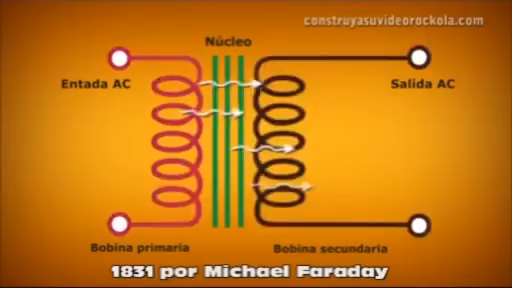 construyasuvideorockola.com
Núcleo
Entada AC
Salida AC
Bobina primaria
Bobina secundaria
1831 por Michael Faraday